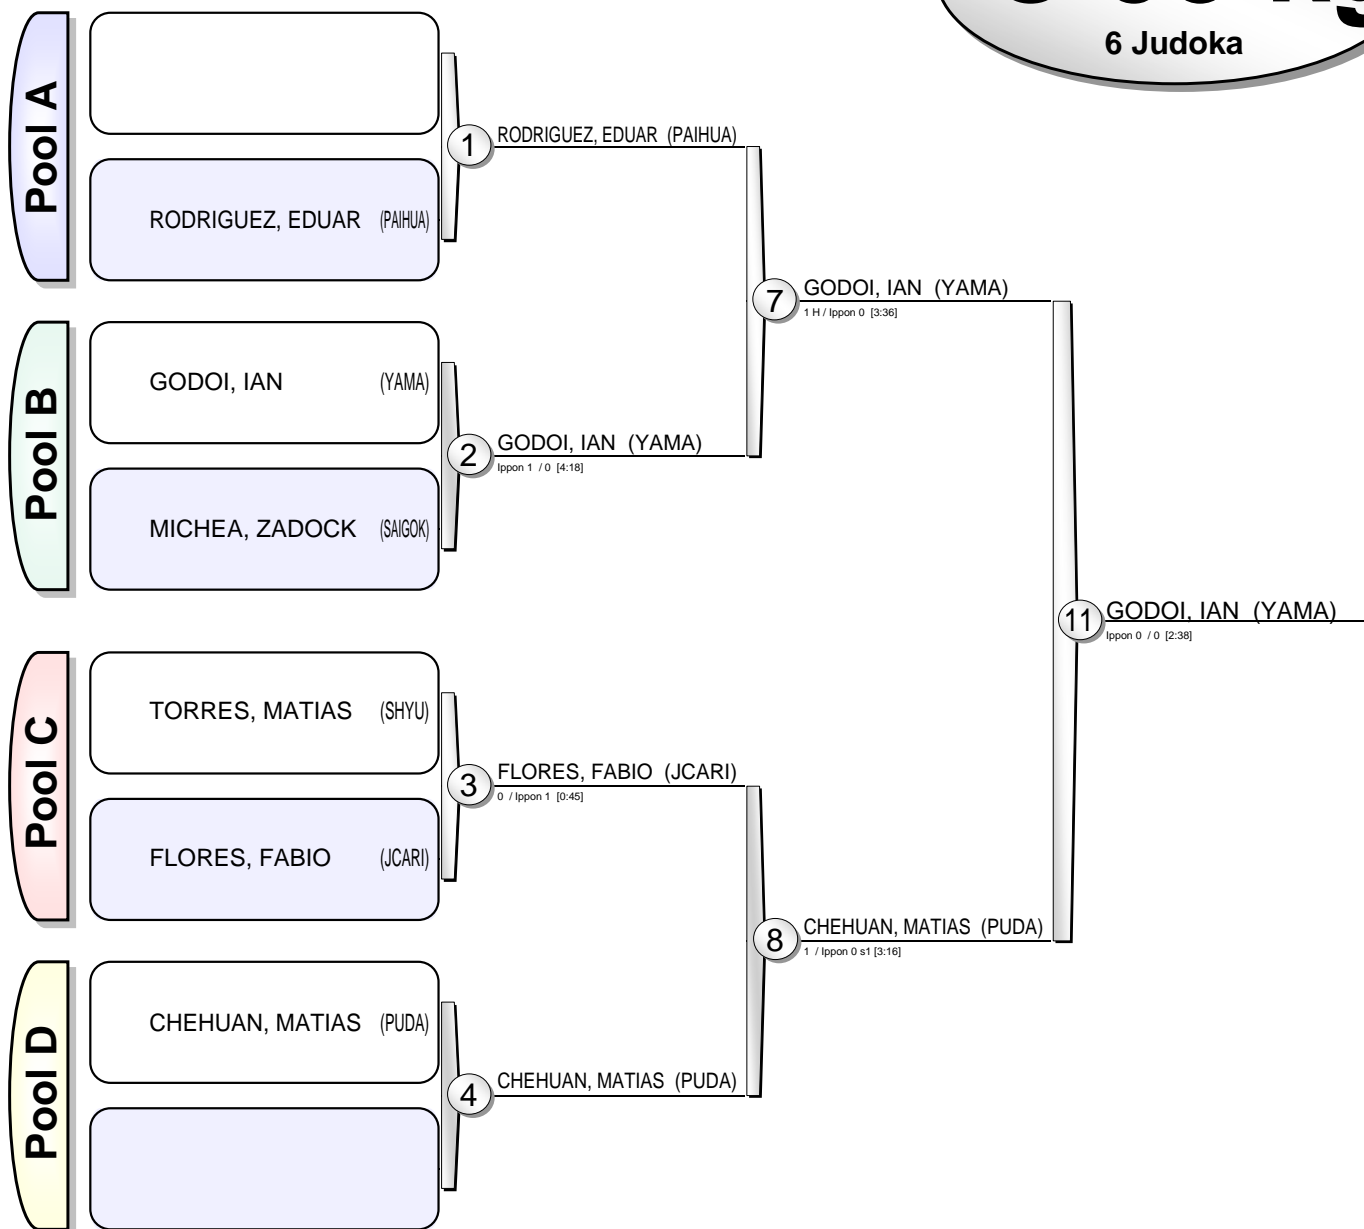 6 Judoka
Pool A
RODRIGUEZ, EDUAR (PAIHUA)
1
RODRIGUEZ, EDUAR (PAIHUA)
Pool B
GODOI, IAN (YAMA)
MICHEA, ZADOCK (SAIGOK)
2
GODOI, IAN (YAMA)
Ippon 1 / 0 [4:18]
7
GODOI, IAN (YAMA)
1 H / Ippon 0 [3:36]
Pool C
TORRES, MATIAS (SHYU)
FLORES, FABIO (JCARI)
3
FLORES, FABIO (JCARI)
0 / Ippon 1 [0:45]
Pool D
CHEHUAN, MATIAS (PUDA)
4
CHEHUAN, MATIAS (PUDA)
8
CHEHUAN, MATIAS (PUDA)
1 / Ippon 0 s1 [3:16]
11
GODOI, IAN (YAMA)
Ippon 0 / 0 [2:38]